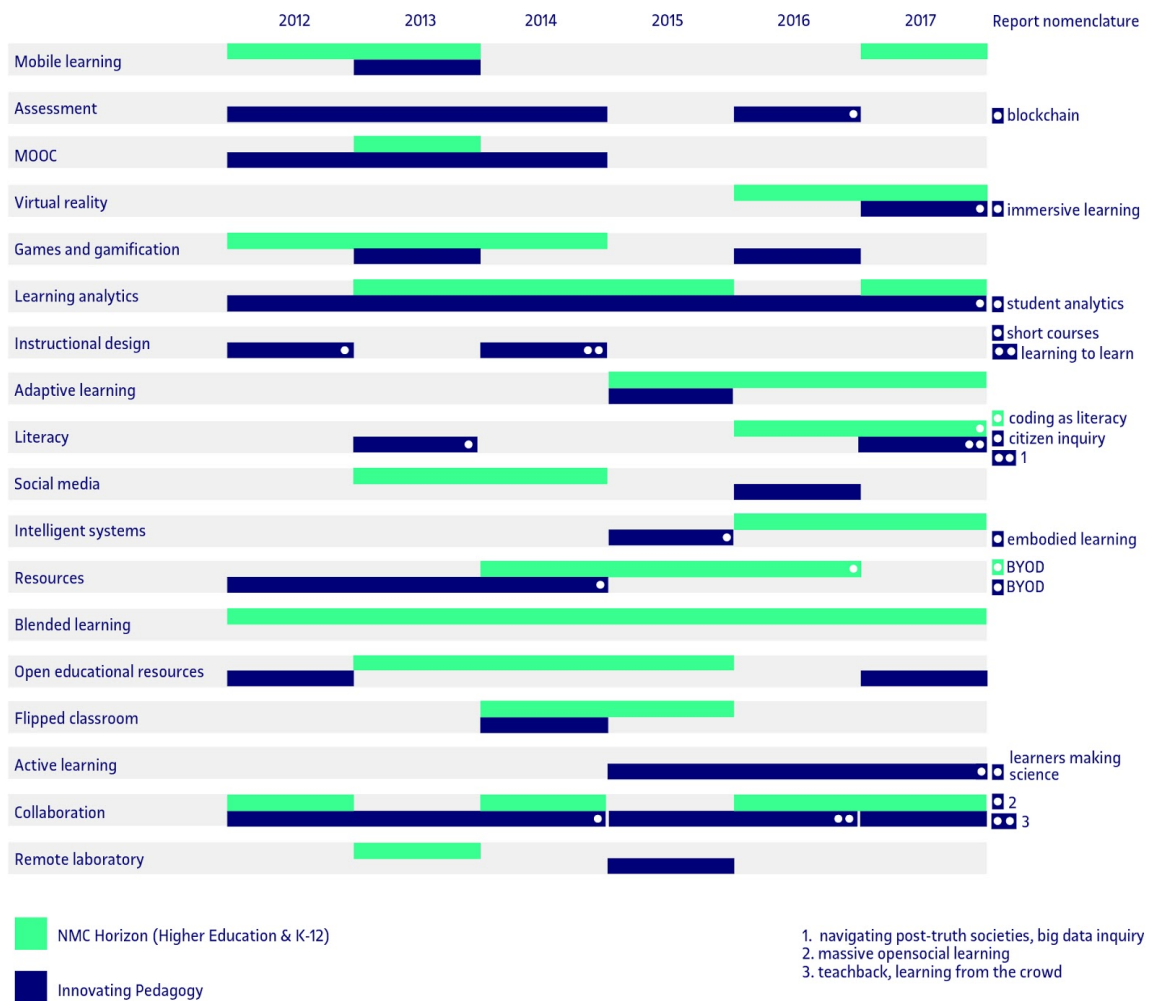 2012 2013 2014 2015 2016 2017 Report nomenclature
Mobile learning
Assessment
blockchain
MOOC
Virtual reality
immersive learning
Games and gamification
Learning analytics
student analytics
short courses
Instructional design
learning to learn
Adaptive learning
coding as literacy
Literacy
citizen inquiry
1
Social media
Intelligent systems
embodied learning
BYOD
Resources
BYOD
Blended learning
Open educational resources
Flipped classroom
learners making
Active learning
science
2
Collaboration
3
Remote laboratory
NMC Horizon (Higher Education & K-12)
Innovating Pedagogy
1. navigating post-truth societies, big data inquiry
2. massive opensocial learning
3. teachback, learning from the crowd